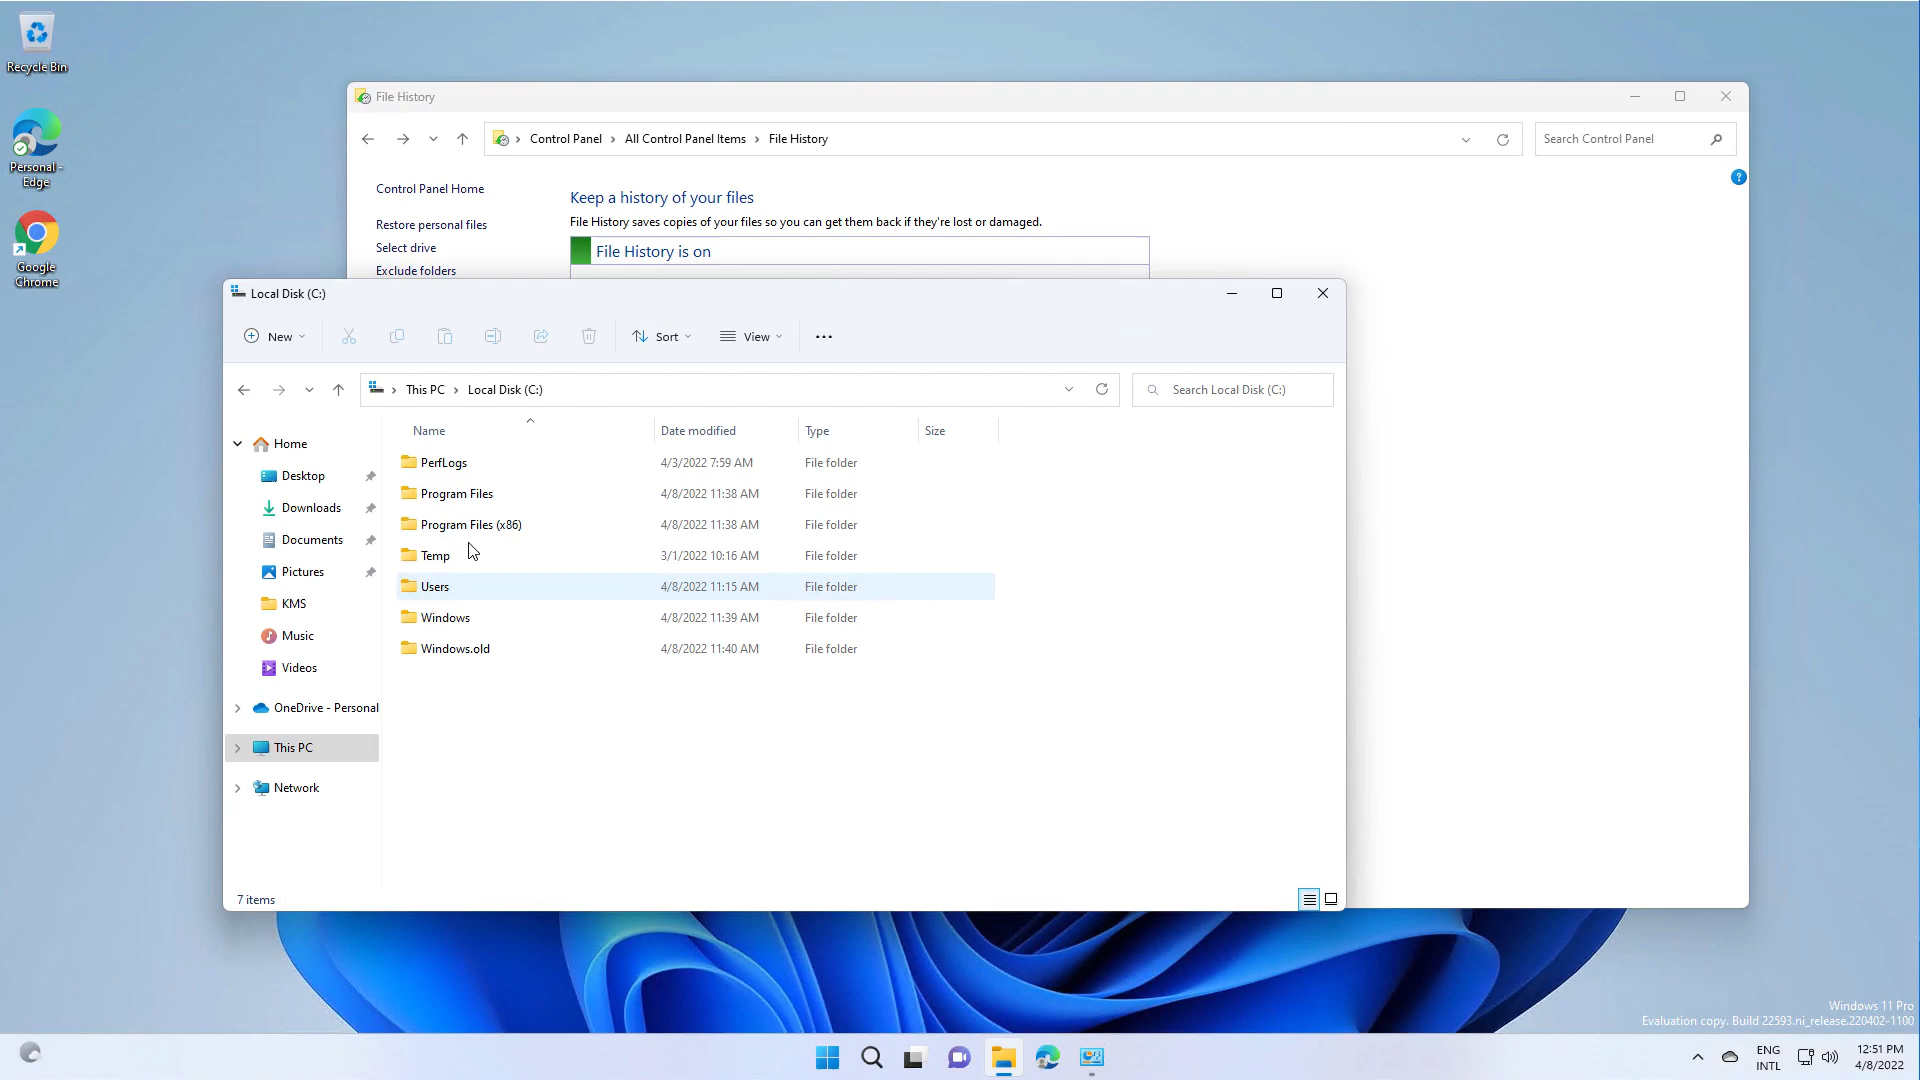 Recycle Bin
Personal -
Edge
Google
Chrome
File History
Control Panel
All Control Panel Items
File History
Search Control Panel
Control Panel Home
Restore personal files
Select drive
Exclude folders
Keep a history of your files
File History saves copies of your files so you can get them back if they're lost or damaged.
File History is on
Local Disk (C:)
New
Sort
View
This PC
Local Disk (C:)
Search Local Disk (C:)
Home
Desktop
Downloads
Documents
Pictures
KMS
Music
Videos
OneDrive - Personal
This PC
Network
Name Date modified Type Size
PerfLogs 4/3/2022 7:59 AM File folder
Program Files 4/8/2022 11:38 AM File folder
Program Files (x86) 4/8/2022 11:38 AM File folder
Temp 3/1/2022 10:16 AM File folder
Users 4/8/2022 11:15 AM File folder
Windows 4/8/2022 11:39 AM File folder
Windows.old 4/8/2022 11:40 AM File folder
7 items
Windows 11 Pro
Evaluation copy. Build 22593.ni_release.220402-1100
ENG
INTL
12:51 PM
4/8/2022